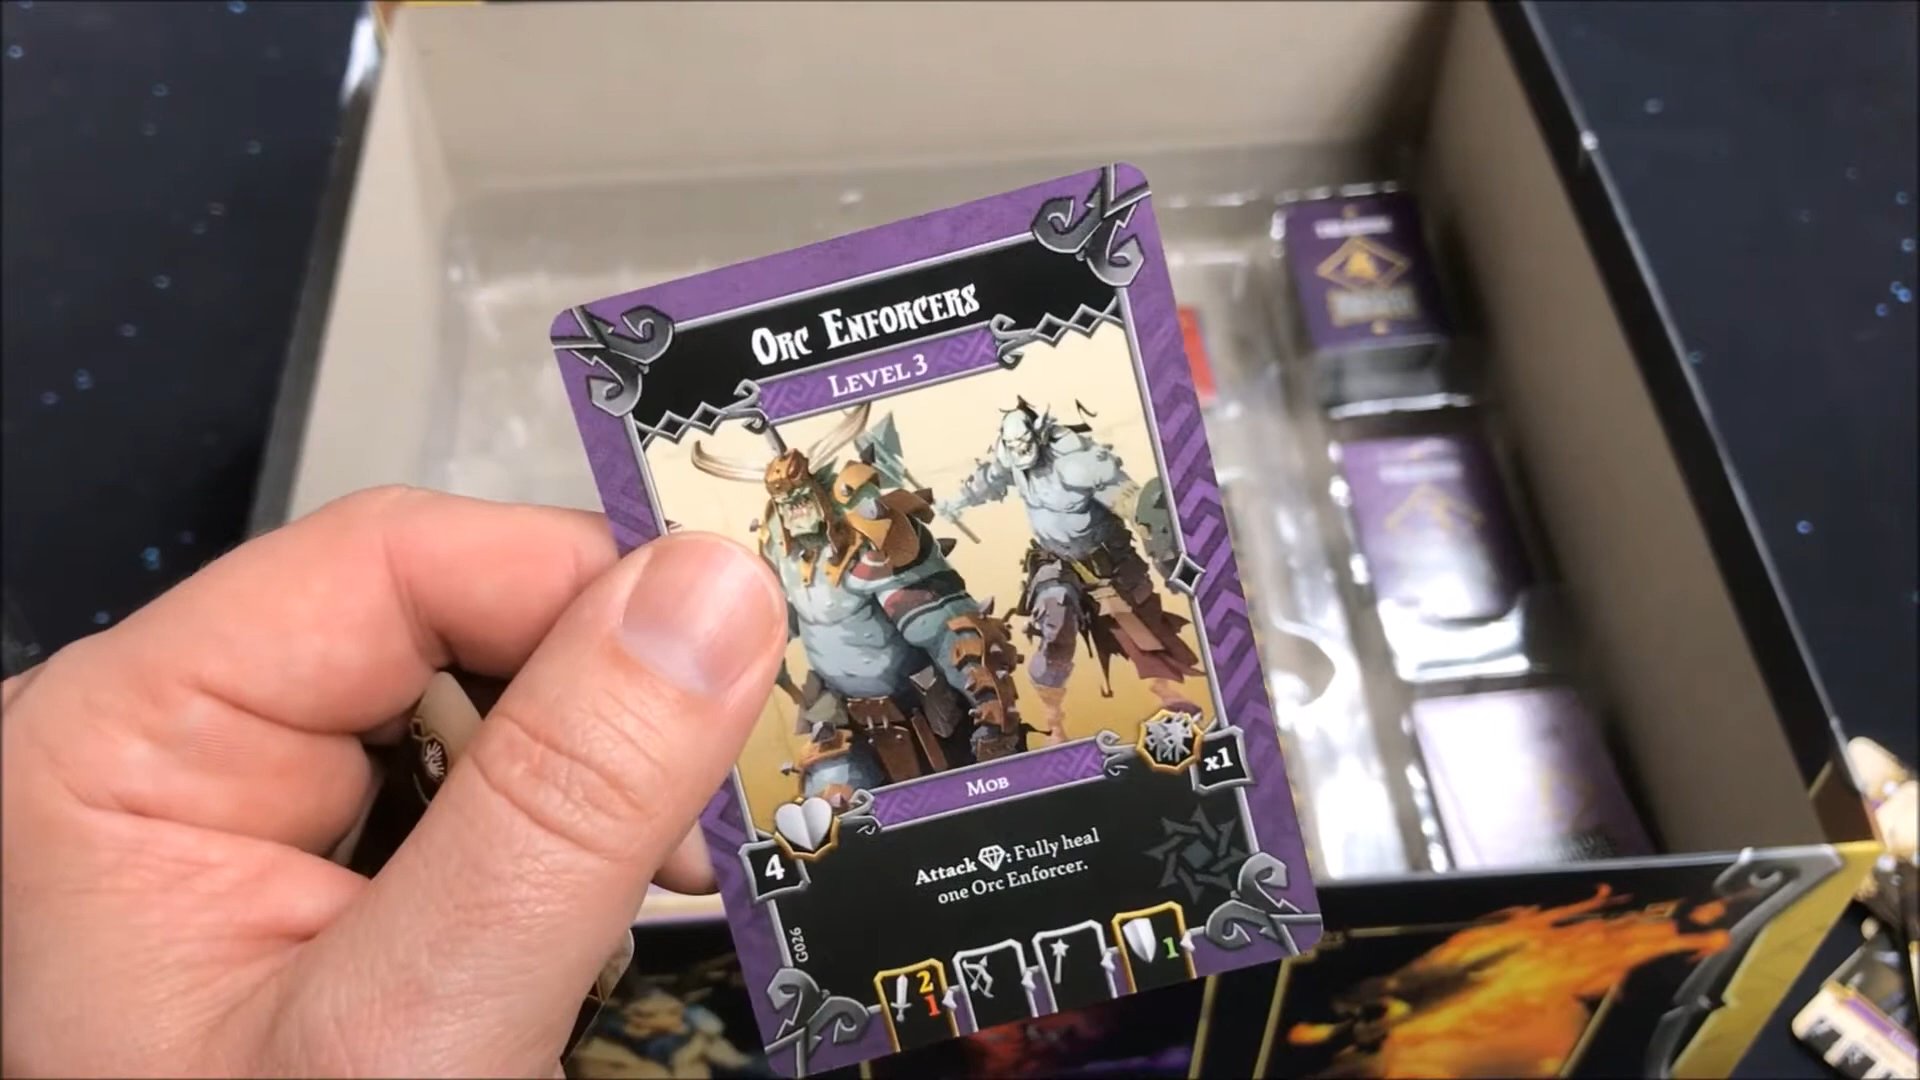 Orc Enforcers
Level 3
x1
Mob
4
Attack : Fully heal
one Orc Enforcer.
G026
2
1
1